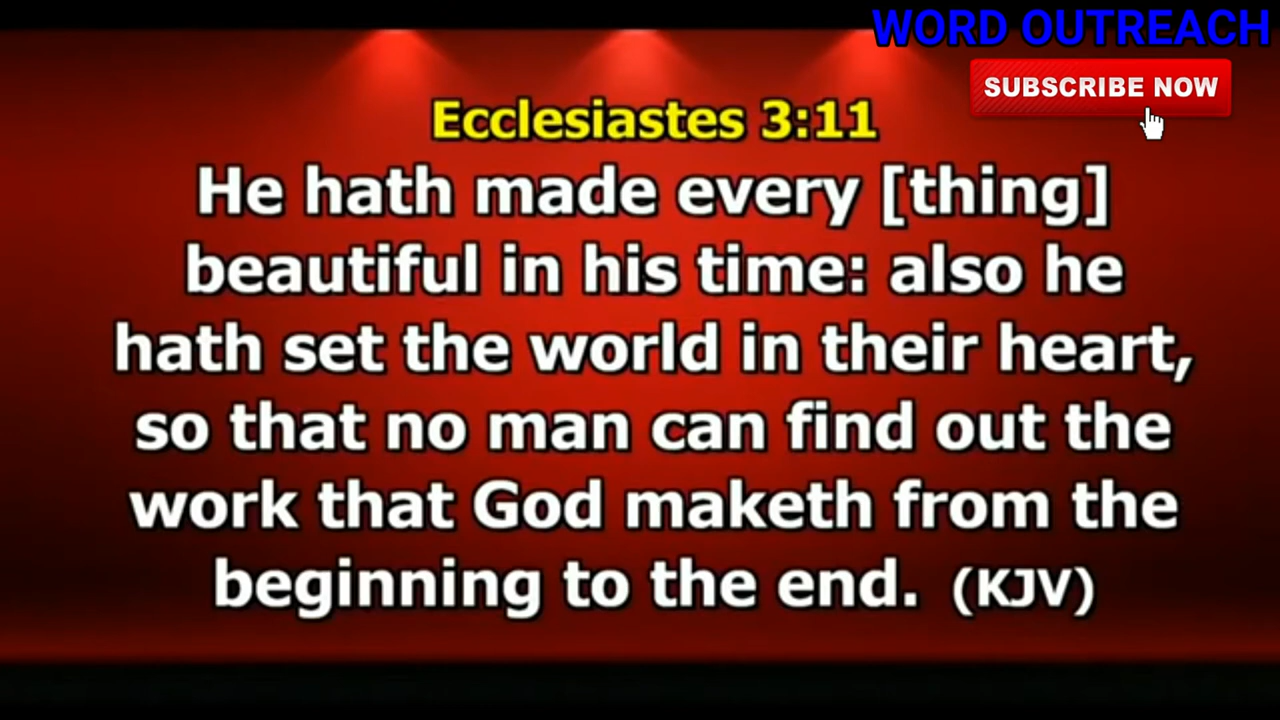 WORD OUTREACH
SUBSCRIBE NOW
Ecclesiastes 3:11
He hath made every [thing]
beautiful in his time: also he
hath set the world in their heart,
so that no man can find out the
work that God maketh from the
beginning to the end. (KJV)